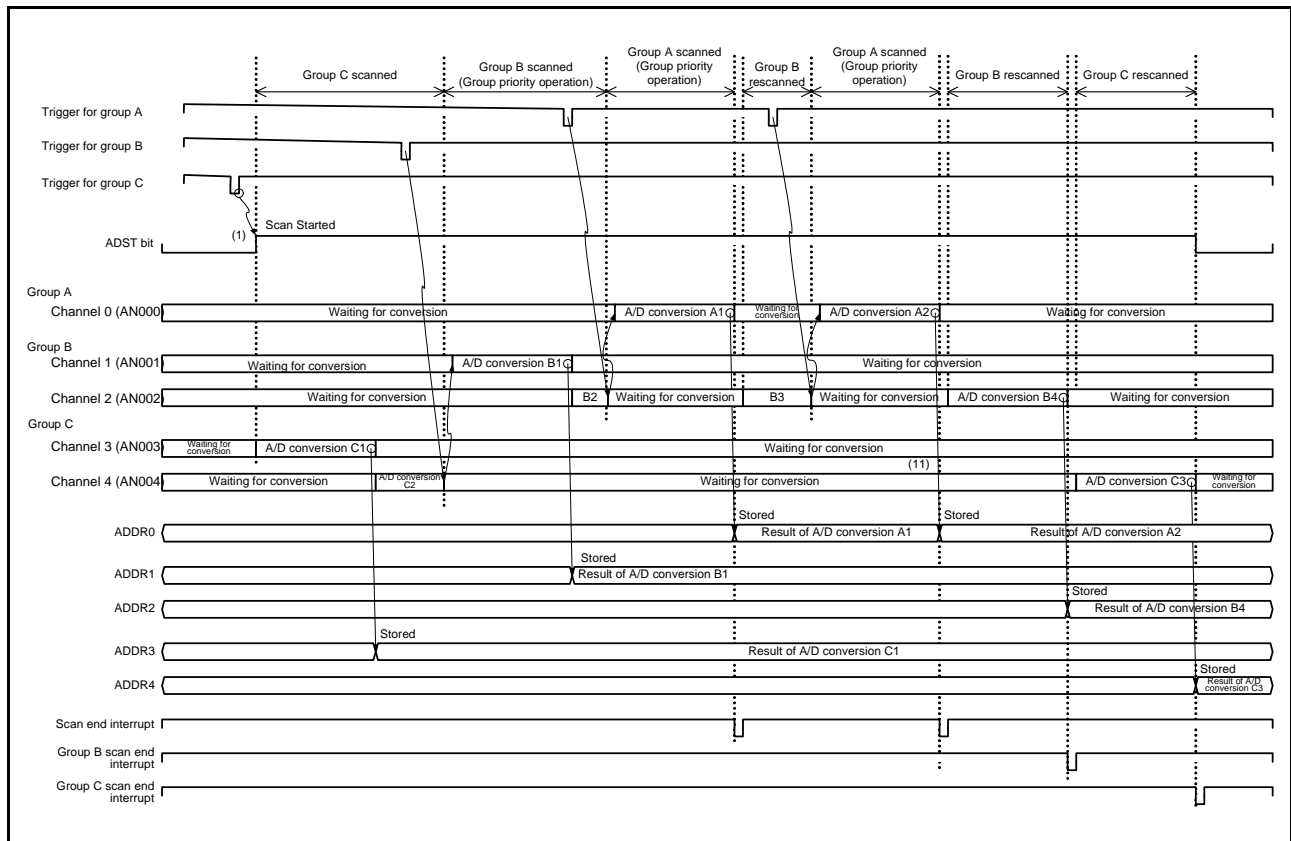 Group C scanned
Group B scanned
(Group priority operation)
Group A scanned
(Group priority
operation)
Group B
rescanned
Group A scanned
(Group priority
operation)
Group B rescanned
Group C rescanned
Trigger for group A
Trigger for group B
Trigger for group C
(1)
Scan Started
ADST bit
Group A
Channel 0 (AN000)
Waiting for conversion
A/D conversion A1
Waiting for
conversion
A/D conversion A2
Waiting for conversion
Group B
Channel 1 (AN001)
Waiting for conversion
A/D conversion B1
Waiting for conversion
Channel 2 (AN002)
Waiting for conversion
B2
Waiting for conversion
B3
Waiting for conversion
A/D conversion B4
Waiting for conversion
Group C
Channel 3 (AN003)
Waiting for
conversion
A/D conversion C1
Waiting for conversion
(11)
Channel 4 (AN004)
Waiting for conversion
A/D conversion
C2
Waiting for conversion
A/D conversion C3
Waiting for
conversion
Stored
Stored
ADDR0
Result of A/D conversion A1
Result of A/D conversion A2
Stored
ADDR1
Result of A/D conversion B1
Stored
ADDR2
Result of A/D conversion B4
Stored
ADDR3
Result of A/D conversion C1
Stored
ADDR4
Result of A/D
conversion C3
Scan end interrupt
Group B scan end
interrupt
Group C scan end
interrupt